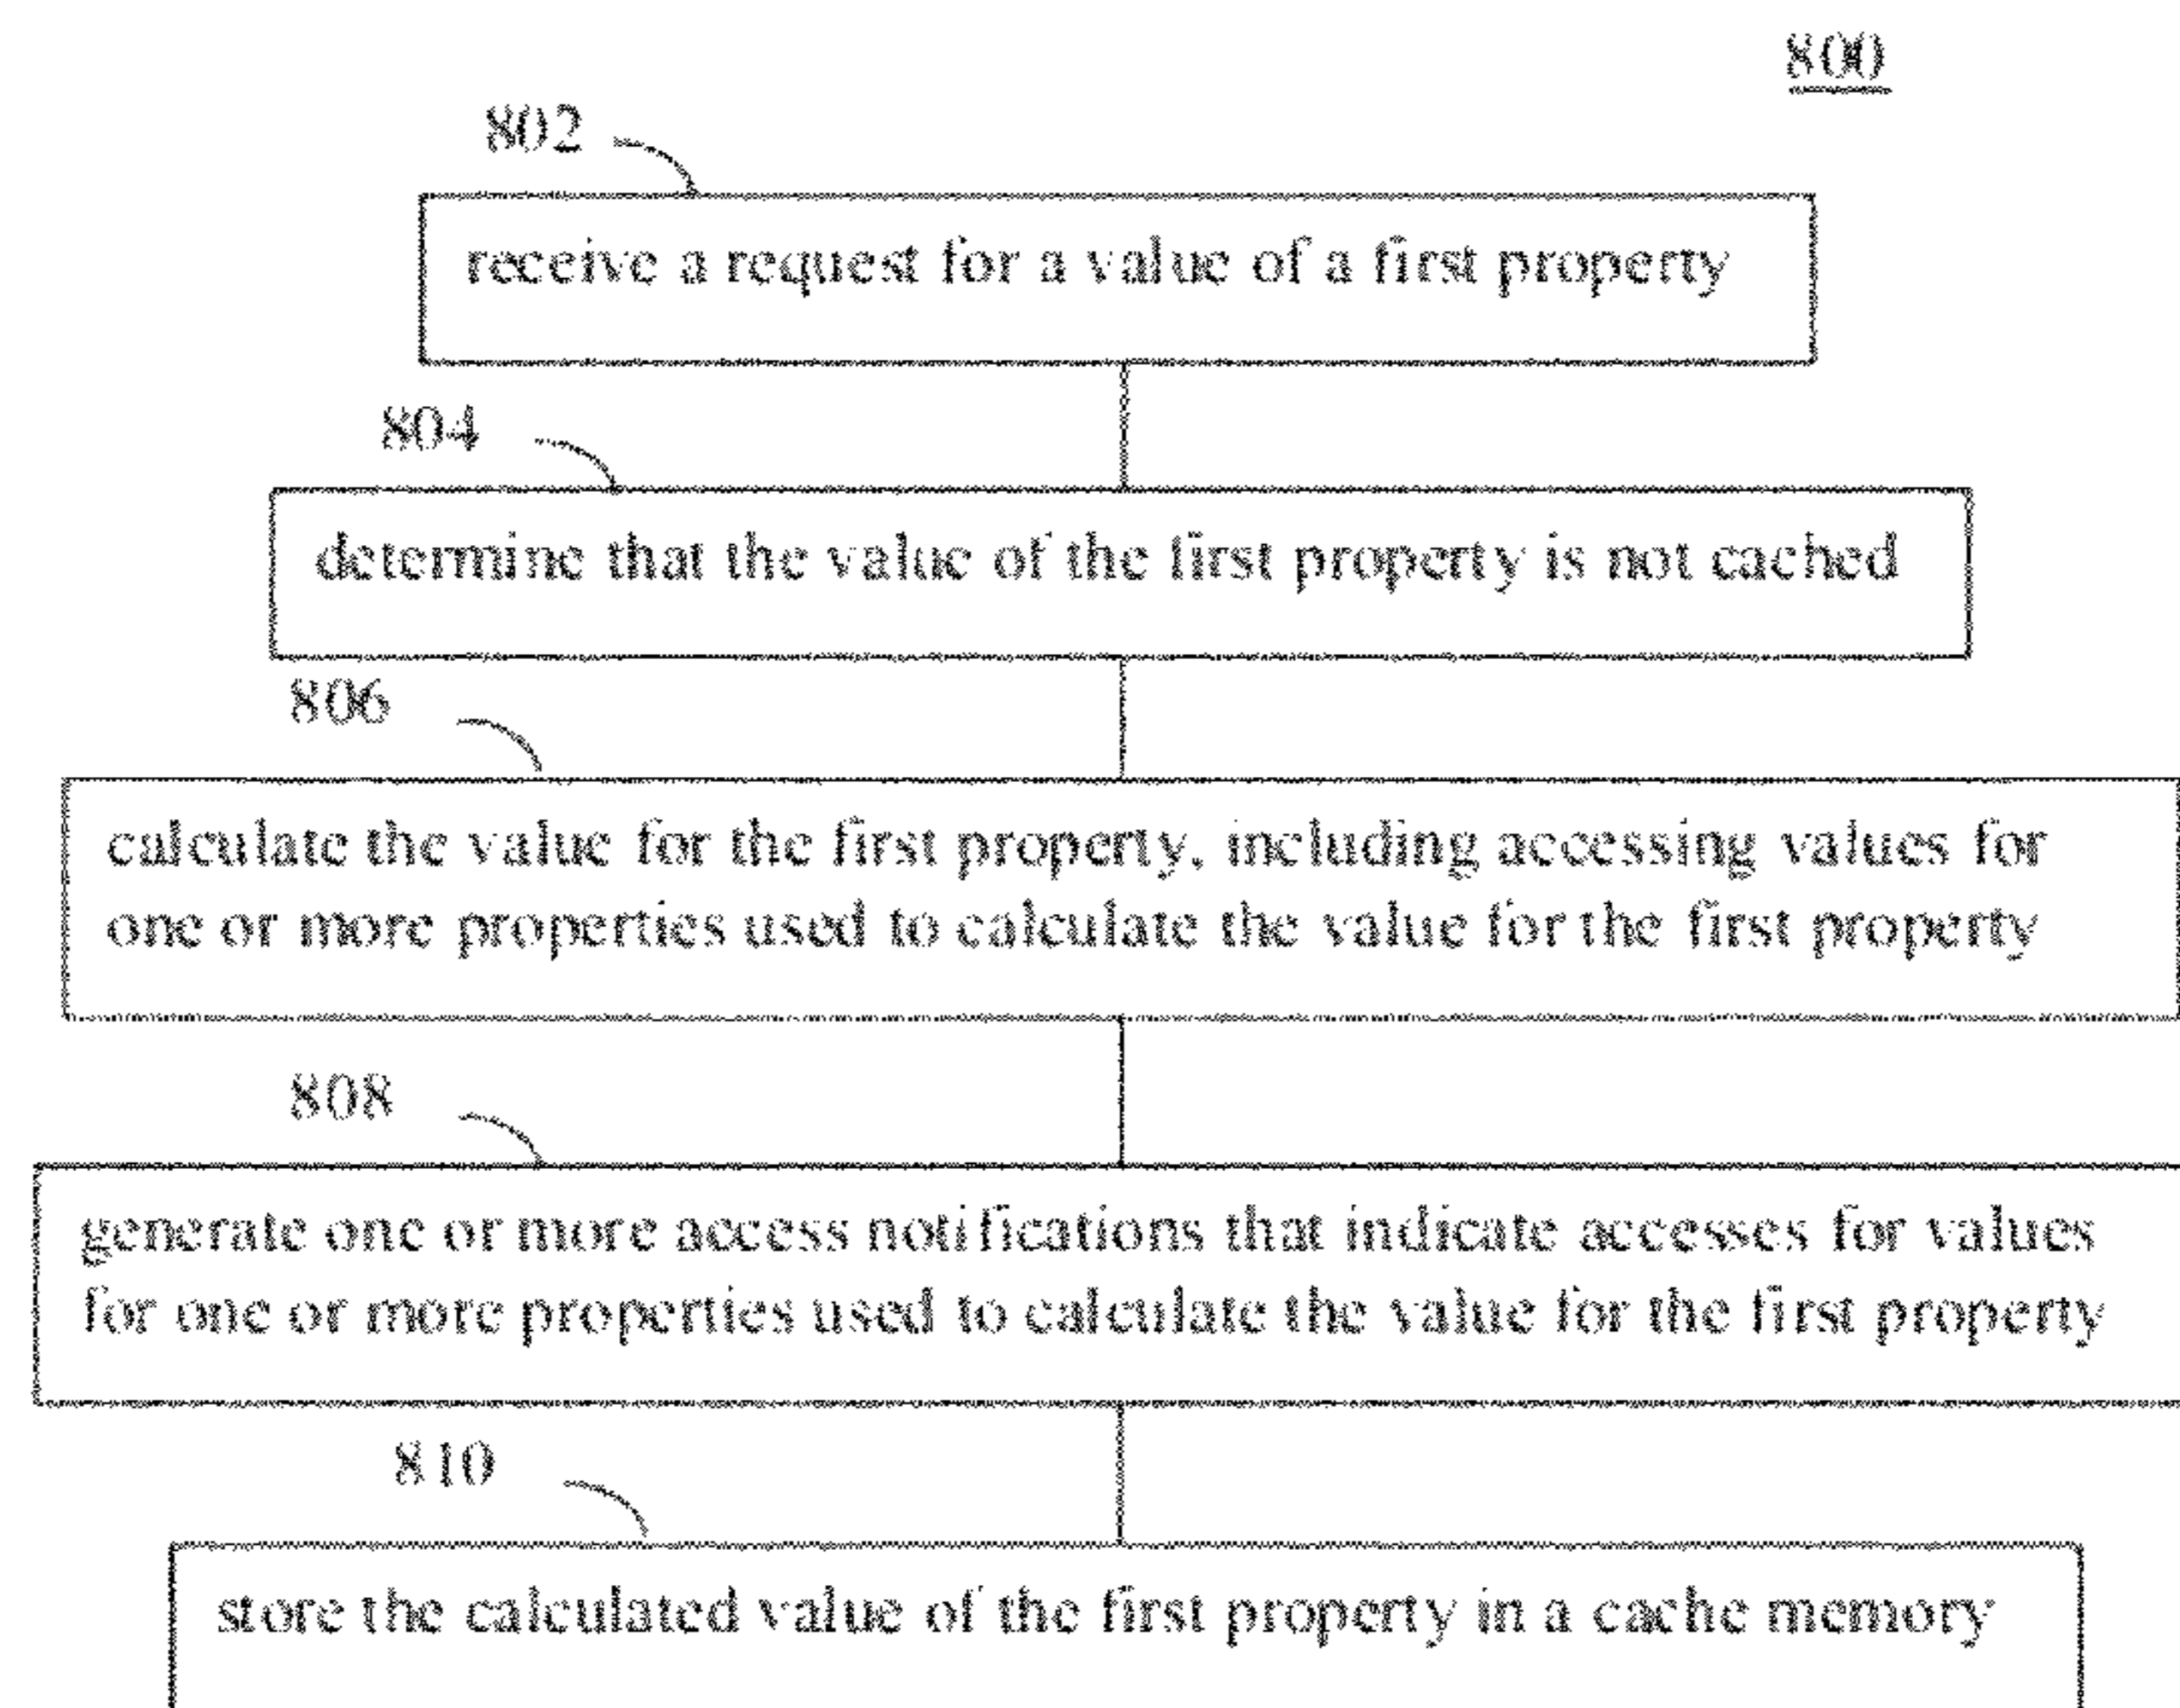 800
802
receive a request for a value of a first property
804
determine that the value of the first property is not cached
806
calculate the value for the first property, including accessing values for
one or more properties used to calculate the value for the first property
808
generate one or more access notifications that indicate accesses for values
for one or more properties used to calculate the value for the first property
810
store the calculated value of the first property in a cache memory